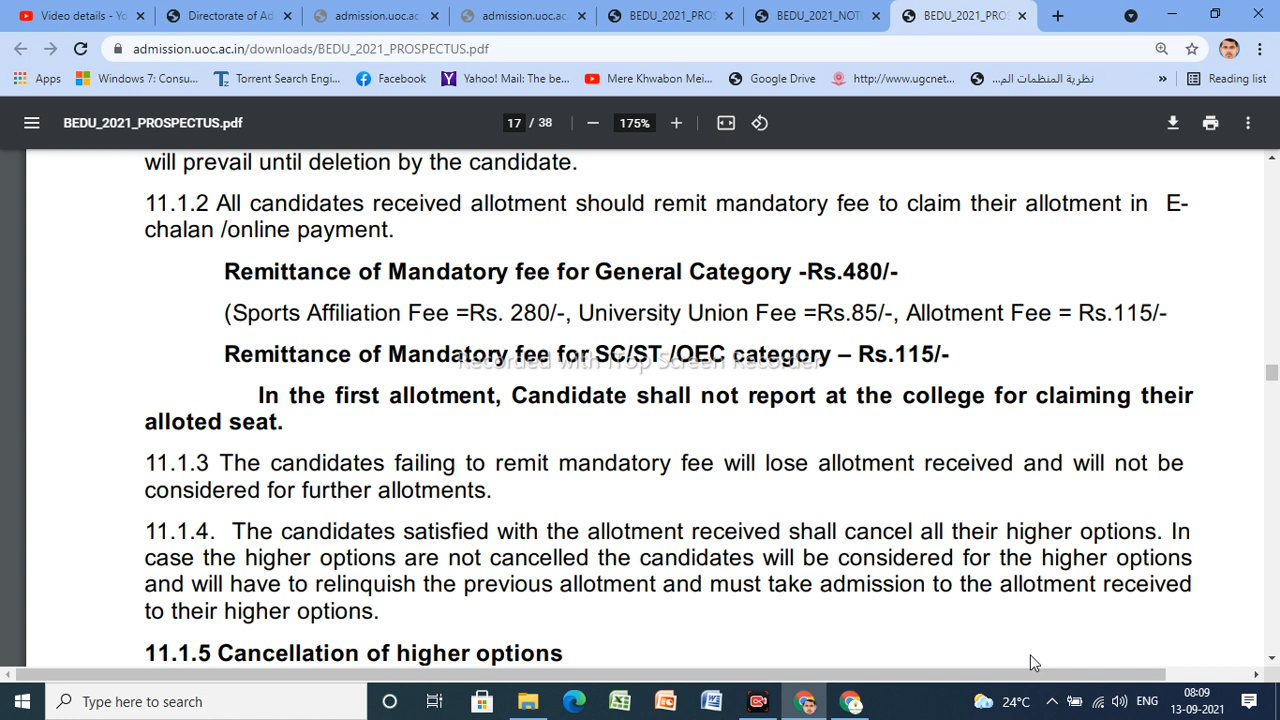 Video details - Yo
Directorate of Ad
admission.uoc.ac
admission.uoc.ac
BEDU_2021_PROS
BEDU_2021_NOTI
BEDU_2021_PROS
admission.uoc.ac.in/downloads/BEDU_2021_PROSPECTUS.pdf
Apps
Windows 7: Consu...
Torrent Search Engi...
Facebook
Yahoo! Mail: The be...
Mere Khwabon Mei...
Google Drive
http://www.ugcnet...
نظرية المنظمات الم...
»
Reading list
BEDU_2021_PROSPECTUS.pdf
17 / 38
175%
will prevail until deletion by the candidate.
11.1.2 All candidates received allotment should remit mandatory fee to claim their allotment in E-
chalan /online payment.
Remittance of Mandatory fee for General Category -Rs.480/-
(Sports Affiliation Fee =Rs. 280/-, University Union Fee =Rs.85/-, Allotment Fee = Rs.115/-
Remittance of Mandatory fee for SC/ST /OEC category – Rs.115/-
Recorded with iTop Screen Recorder
In the first allotment, Candidate shall not report at the college for claiming their
alloted seat.
11.1.3 The candidates failing to remit mandatory fee will lose allotment received and will not be
considered for further allotments.
11.1.4. The candidates satisfied with the allotment received shall cancel all their higher options. In
case the higher options are not cancelled the candidates will be considered for the higher options
and will have to relinquish the previous allotment and must take admission to the allotment received
to their higher options.
11.1.5 Cancellation of higher options
Type here to search
24°C
ENG
08:09
13-09-2021